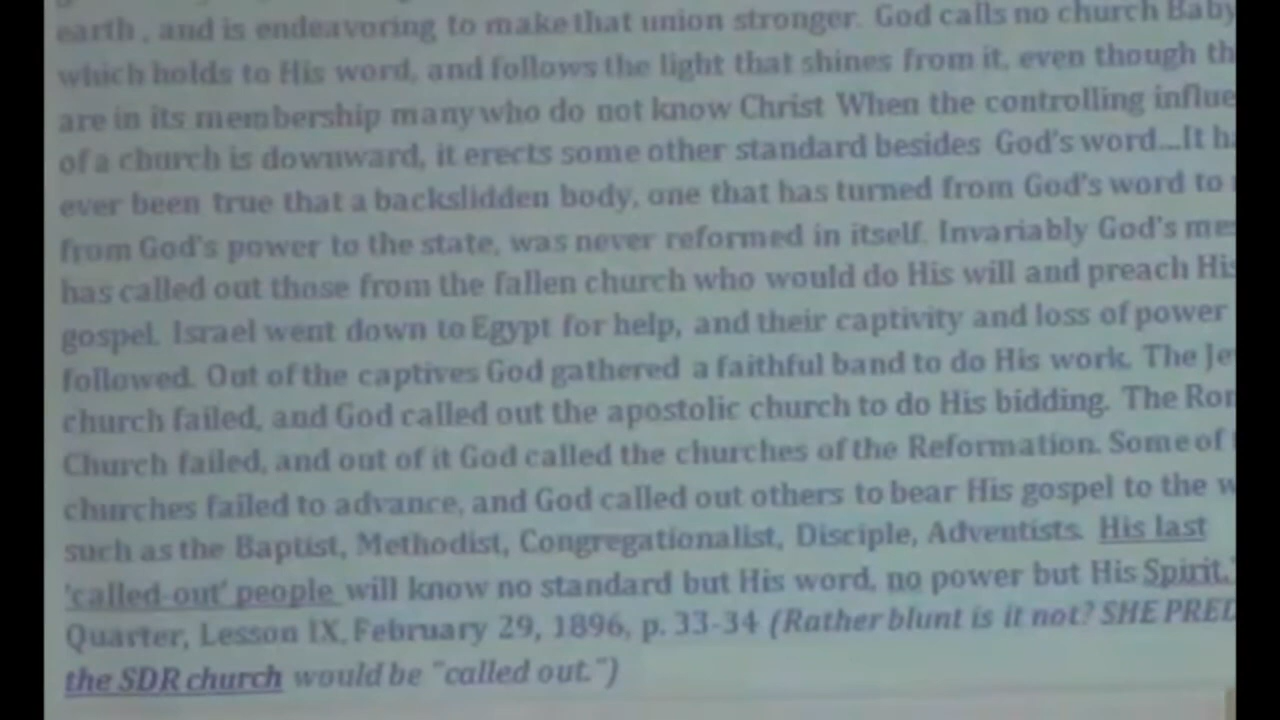 earth , and is endeavoring to make that union stronger. God calls no church Baby
which holds to His word, and follows the light that shines from it, even though th
are in its membership many who do not know Christ When the controlling influe
of a church is downward, it erects some other standard besides God's word....It ha
ever been true that a backslidden body, one that has turned from God's word to
from God's power to the state, was never reformed in itself. Invariably God's mes
has called out those from the fallen church who would do His will and preach His
gospel. Israel went down to Egypt for help, and their captivity and loss of power
followed. Out of the captives God gathered a faithful band to do His work. The Je
church failed, and God called out the apostolic church to do His bidding. The Ro
Church failed, and out of it God called the churches of the Reformation. Some of
churches failed to advance, and God called out others to bear His gospel to the w
such as the Baptist, Methodist, Congregationalist, Disciple, Adventists. His last
'called-out' people will know no standard but His word, no power but His Spirit."
Quarter, Lesson IX, February 29, 1896, p. 33-34 (Rather blunt is it not? SHE PRED
the SDR church would be "called out.")